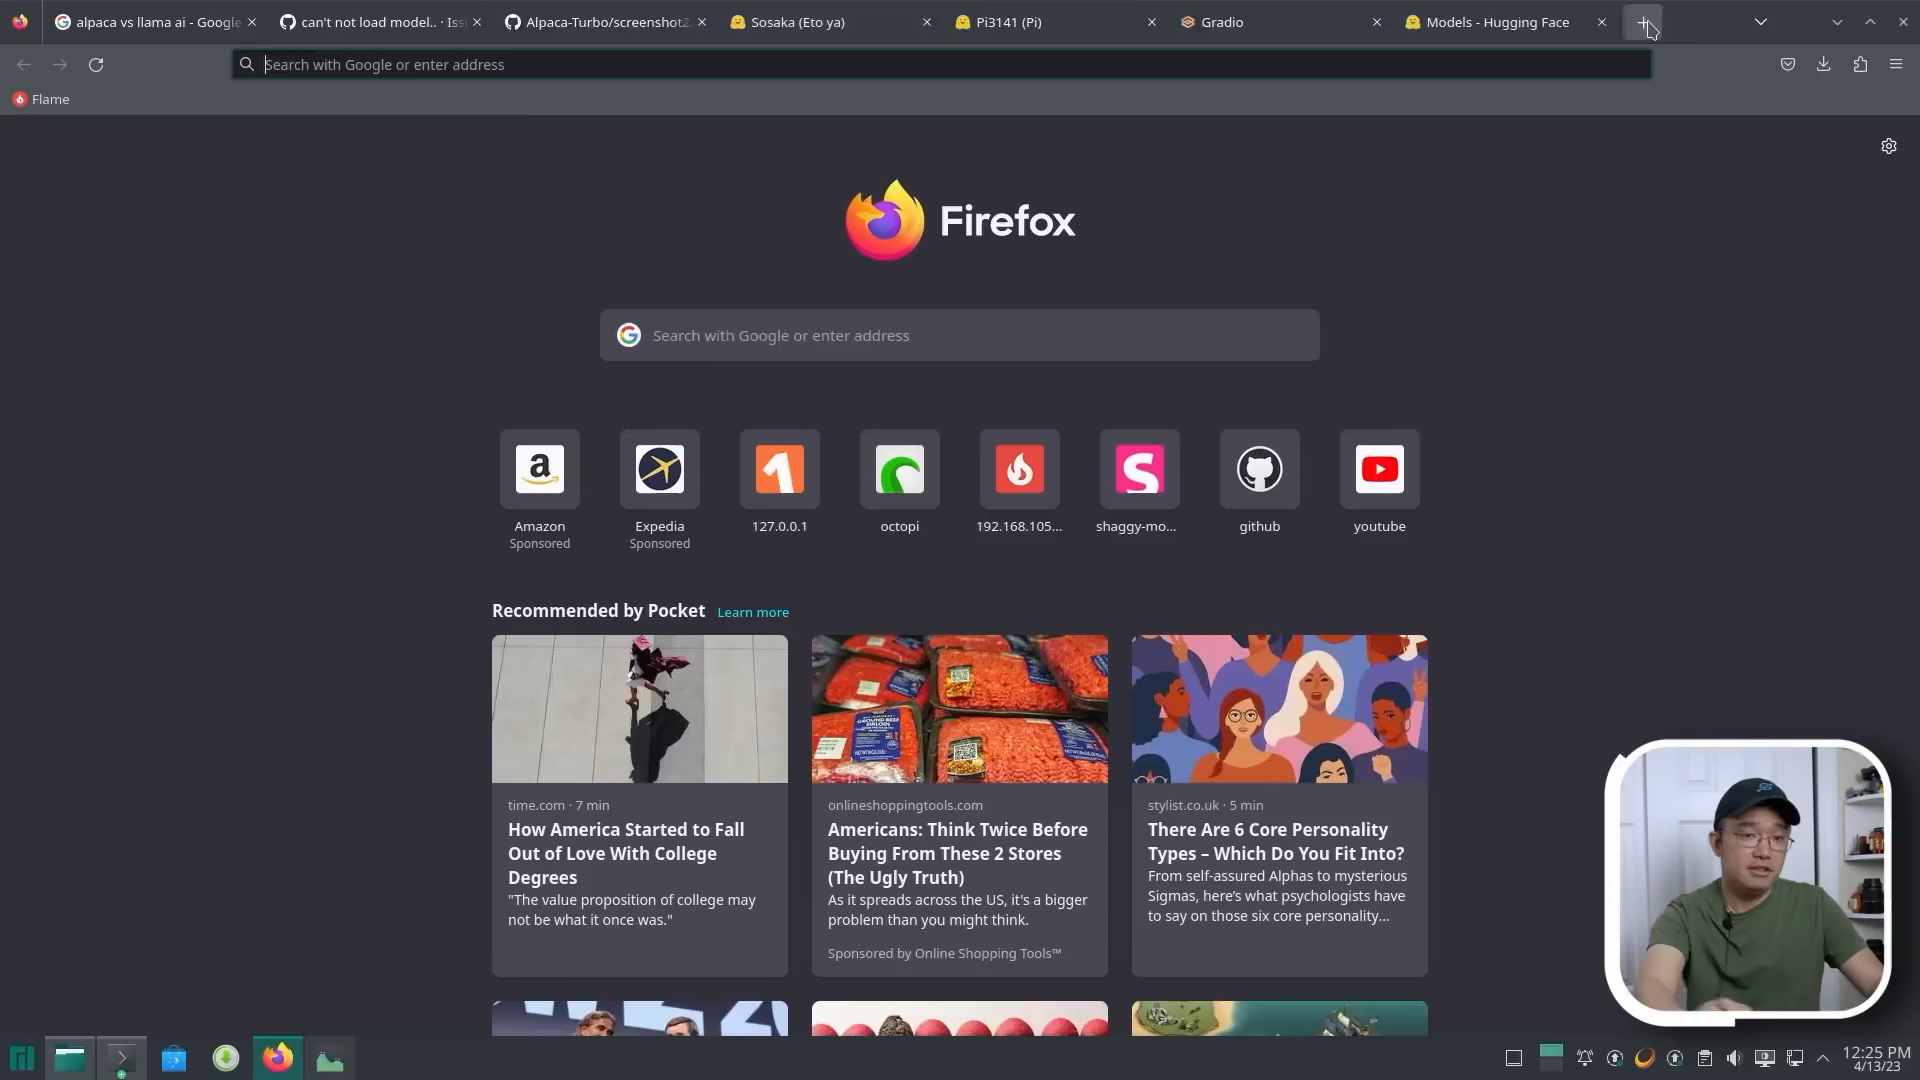 alpaca vs llama ai - Google
can't not load model.. · Iss
Alpaca-Turbo/screenshot2
Sosaka (Eto ya)
Pi3141 (Pi)
Gradio
Models - Hugging Face
Search with Google or enter address
Flame
Firefox
Search with Google or enter address
Amazon
Sponsored
Expedia
Sponsored
127.0.0.1
octopi
192.168.105...
shaggy-mo...
github
youtube
Recommended by Pocket Learn more
time.com · 7 min
How America Started to Fall
Out of Love With College
Degrees
"The value proposition of college may
not be what it once was."
onlineshoppingtools.com
Americans: Think Twice Before
Buying From These 2 Stores
(The Ugly Truth)
As it spreads across the US, it's a bigger
problem than you might think.
Sponsored by Online Shopping Tools™
stylist.co.uk · 5 min
There Are 6 Core Personality
Types – Which Do You Fit Into?
From self-assured Alphas to mysterious
Sigmas, here's what psychologists have
to say on those six core personality...
12:25 PM
4/13/23